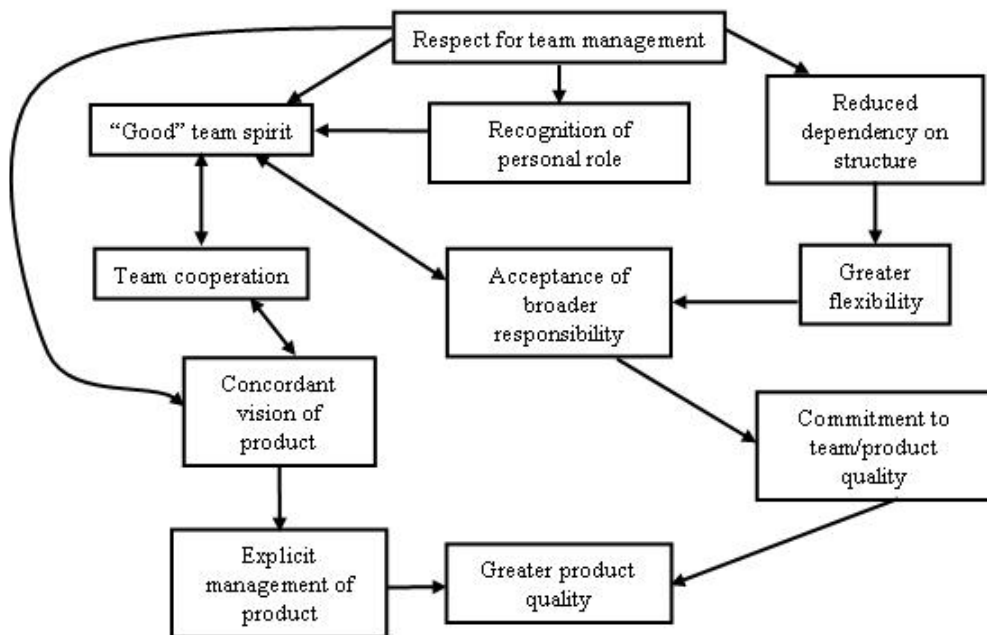 Respect for team management
“Good” team spirit
Recognition of
personal role
Reduced
dependency on
structure
Team cooperation
Acceptance of
broader
responsibility
Greater
flexibility
Concordant
vision of
product
Commitment to
team/product
quality
Explicit
management of
product
Greater product
quality